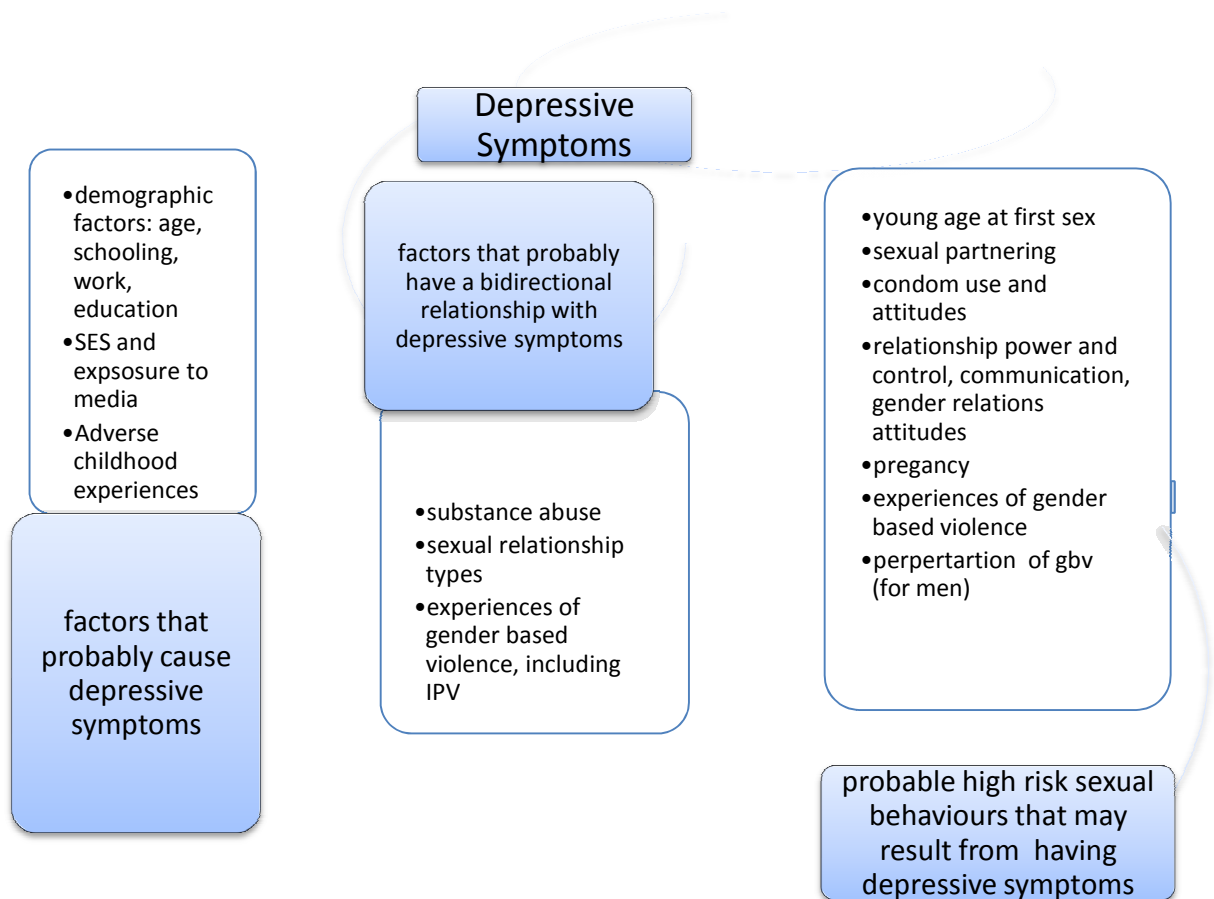 Depressive
Symptoms
•demographic
factors: age,
schooling,
work,
education
•SES and
expsosure to
media
•Adverse
childhood
experiences
factors that
probably cause
depressive
symptoms
factors that probably
have a bidirectional
relationship with
depressive symptoms
•substance abuse
•sexual relationship
types
•experiences of
gender based
violence, including
IPV
•young age at first sex
•sexual partnering
•condom use and
attitudes
•relationship power and
control, communication,
gender relations
attitudes
•pregancy
•experiences of gender
based violence
•perpertartion of gbv
(for men)
probable high risk sexual
behaviours that may
result from having
depressive symptoms